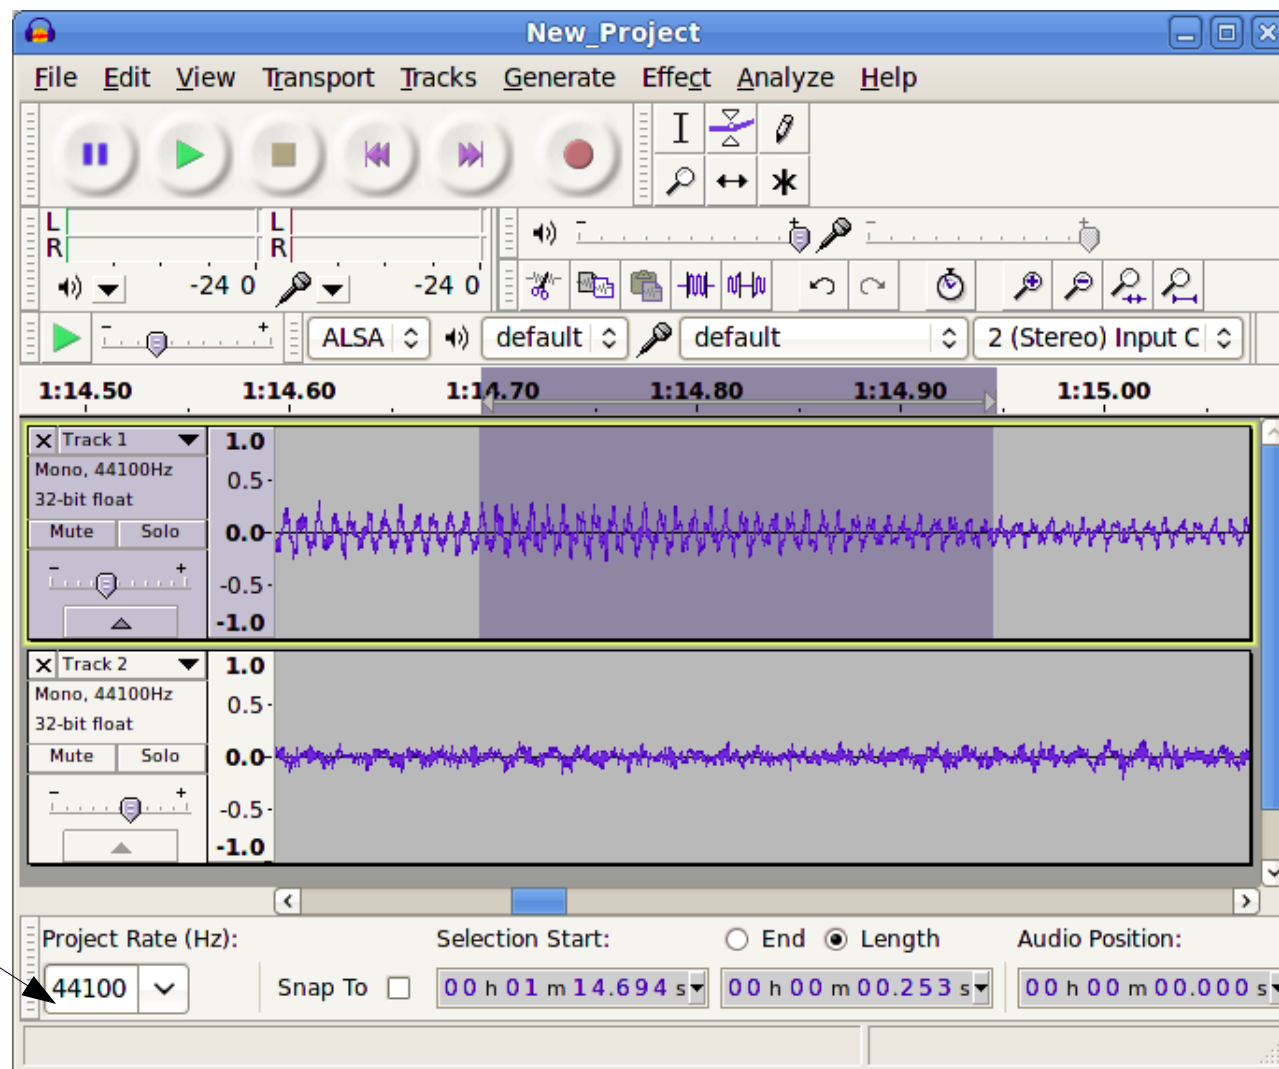 New_Project
File Edit View Transport Tracks Generate Effect Analyze Help
L L
R R
-24 0 -24 0
ALSA default default 2 (Stereo) Input C
1:14.50 1:14.60 1:14.70 1:14.80 1:14.90 1:15.00
Track 1 1.0
Mono, 44100Hz 0.5
32-bit float
Mute Solo 0.0
- + -0.5
-1.0
Track 2 1.0
Mono, 44100Hz 0.5
32-bit float
Mute Solo 0.0
- + -0.5
-1.0
Project Rate (Hz): Selection Start: End Length Audio Position:
44100 Snap To 00 h 01 m 14.694 s 00 h 00 m 00.253 s 00 h 00 m 00.000 s